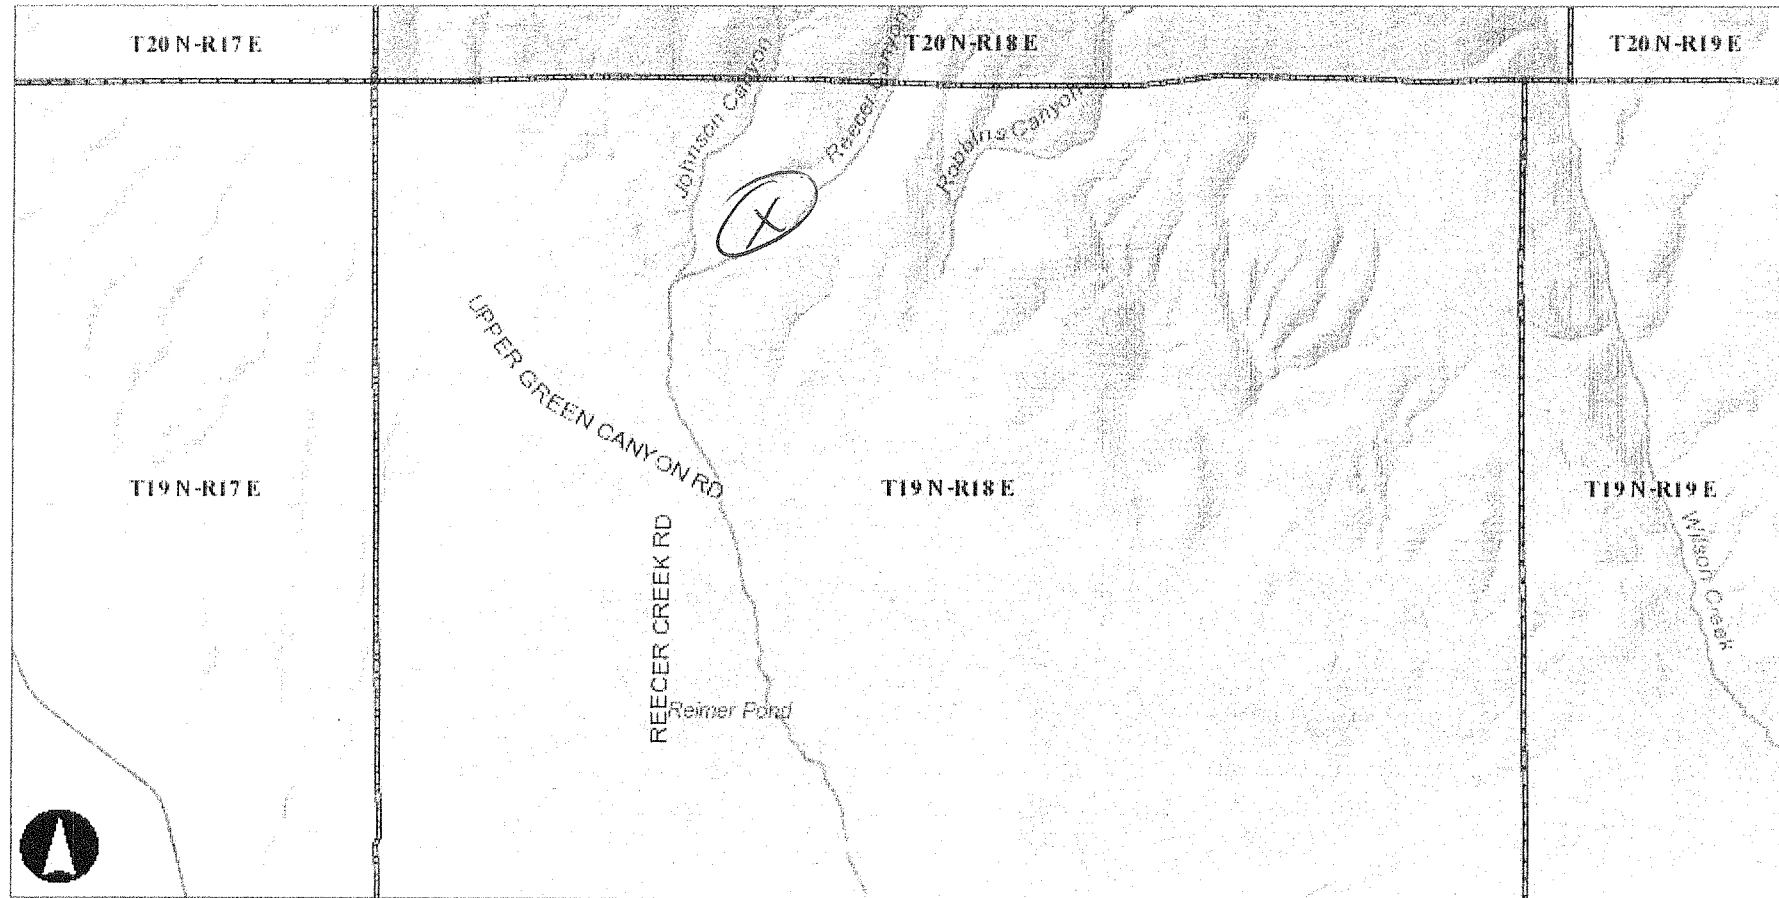 T20 N-R17 E
T20 N-R18 E
T20 N-R19 E
Johnson Canyon
Reecer Canyon
Robbins Canyon
X
UPPER GREEN CANYON RD
T19 N-R17 E
T19 N-R18 E
T19 N-R19 E
REECER CREEK RD
Wilson Creek
Reimer Pond